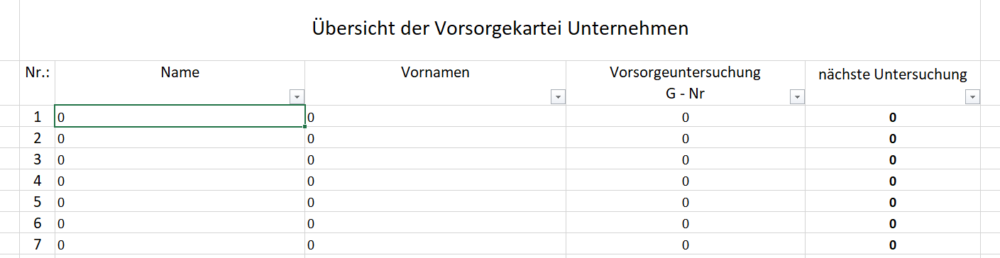 Übersicht der Vorsorgekartei Unternehmen
Nr.: Name Vornamen Vorsorgeuntersuchung nächste Untersuchung
G - Nr
1 0 0 0 0
2 0 0 0 0
3 0 0 0 0
4 0 0 0 0
5 0 0 0 0
6 0 0 0 0
7 0 0 0 0